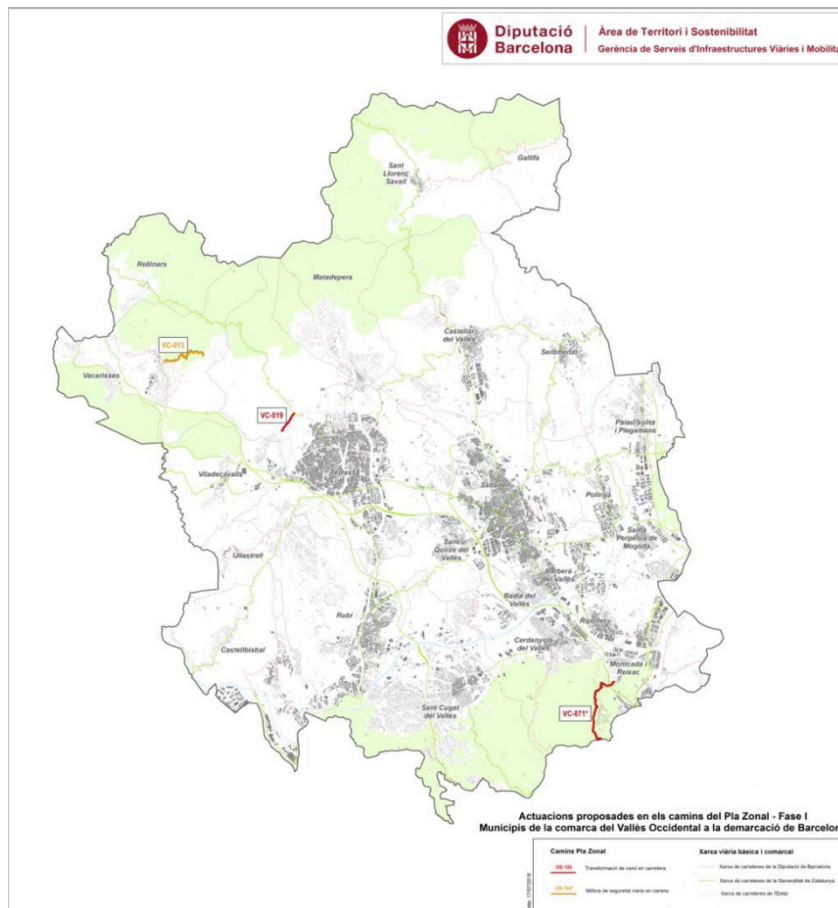 Diputació
Barcelona
Àrea de Territori i Sostenibilitat
Gerència de Serveis d'Infraestructures Viàries i Mobilita
Gallifa
Sant
Llorenç
Savall
Rellinars
Matadepera
VC-013
Castellar
del Vallès
Sentmenat
Vacarisses
VC-019
Palau-solità
i Plegamans
Terrassa
Viladecavalls
Sabadell
Polinyà
Santa
Perpètua de
Mogoda
Sant
Quirze del
Vallès
Ullastrell
Barberà
del Vallès
Badia del
Vallès
Rubí
Ripollet
Castellbisbal
Cerdanyola
del Vallès
Montcada i
Reixac
Sant Cugat
del Vallès
VC-071*
Actuacions proposades en els camins del Pla Zonal - Fase I
Municipis de la comarca del Vallès Occidental a la demarcació de Barcelon
Camins Pla Zonal
Xarxa viària bàsica i comarcal
Transformació de camí en carretera
Xarxa de carreteres de la Diputació de Barcelona
Xarxa de carreteres de la Generalitat de Catalunya
Millora de seguretat viària en carrera
Xarxa de carreteres de l'Estat